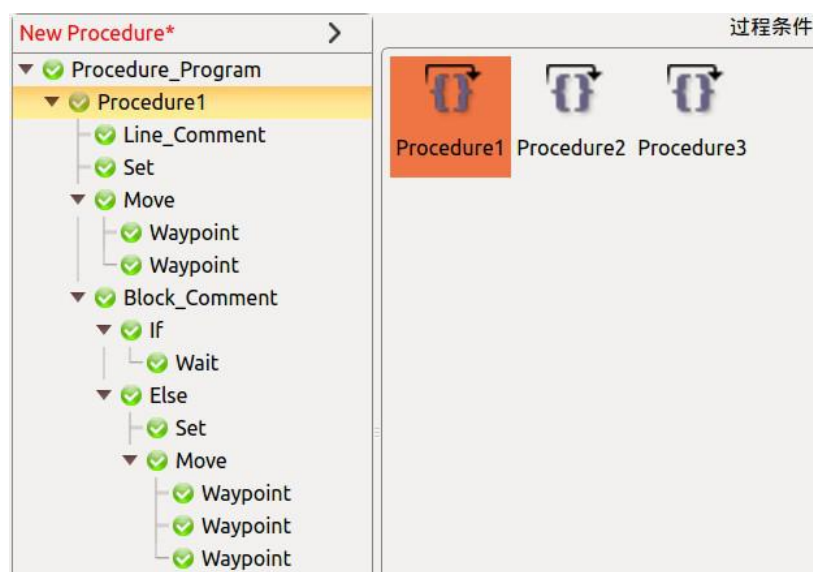 New Procedure*
Procedure_Program
Procedure1
Line_Comment
Set
Move
Waypoint
Waypoint
Block_Comment
If
Wait
Else
Set
Move
Waypoint
Waypoint
Waypoint
过程条件
Procedure1 Procedure2 Procedure3